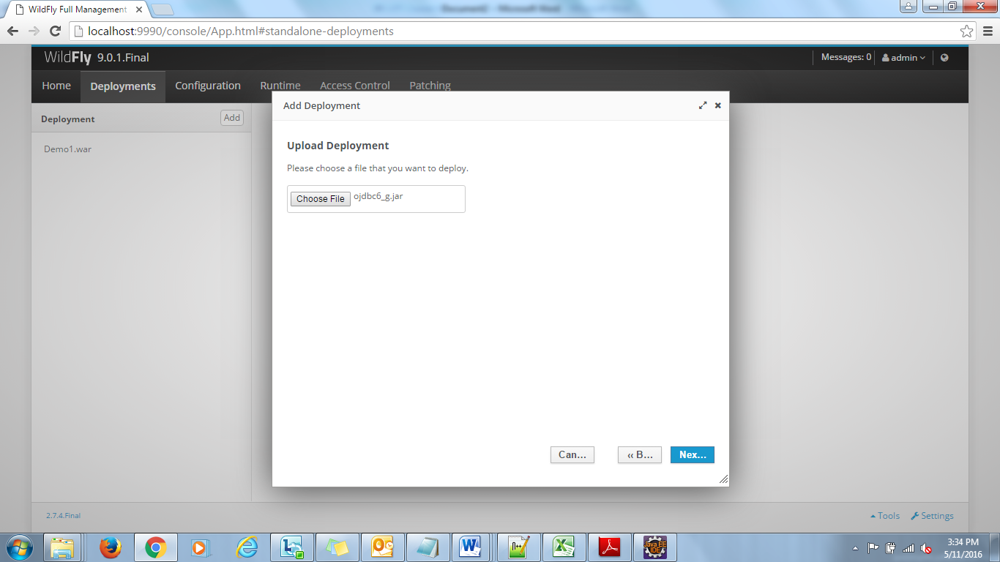 WildFly Full Management
localhost:9990/console/App.html#standalone-deployments
WildFly 9.0.1.Final
Messages: 0
admin
Home
Deployments
Configuration
Runtime
Access Control
Patching
Deployment
Add
Demo1.war
Add Deployment
Upload Deployment
Please choose a file that you want to deploy.
Choose File ojdbc6_g.jar
Can...
‹‹ B...
Nex...
2.7.4.Final
Tools
Settings
Java EE
IDE
3:34 PM
5/11/2016